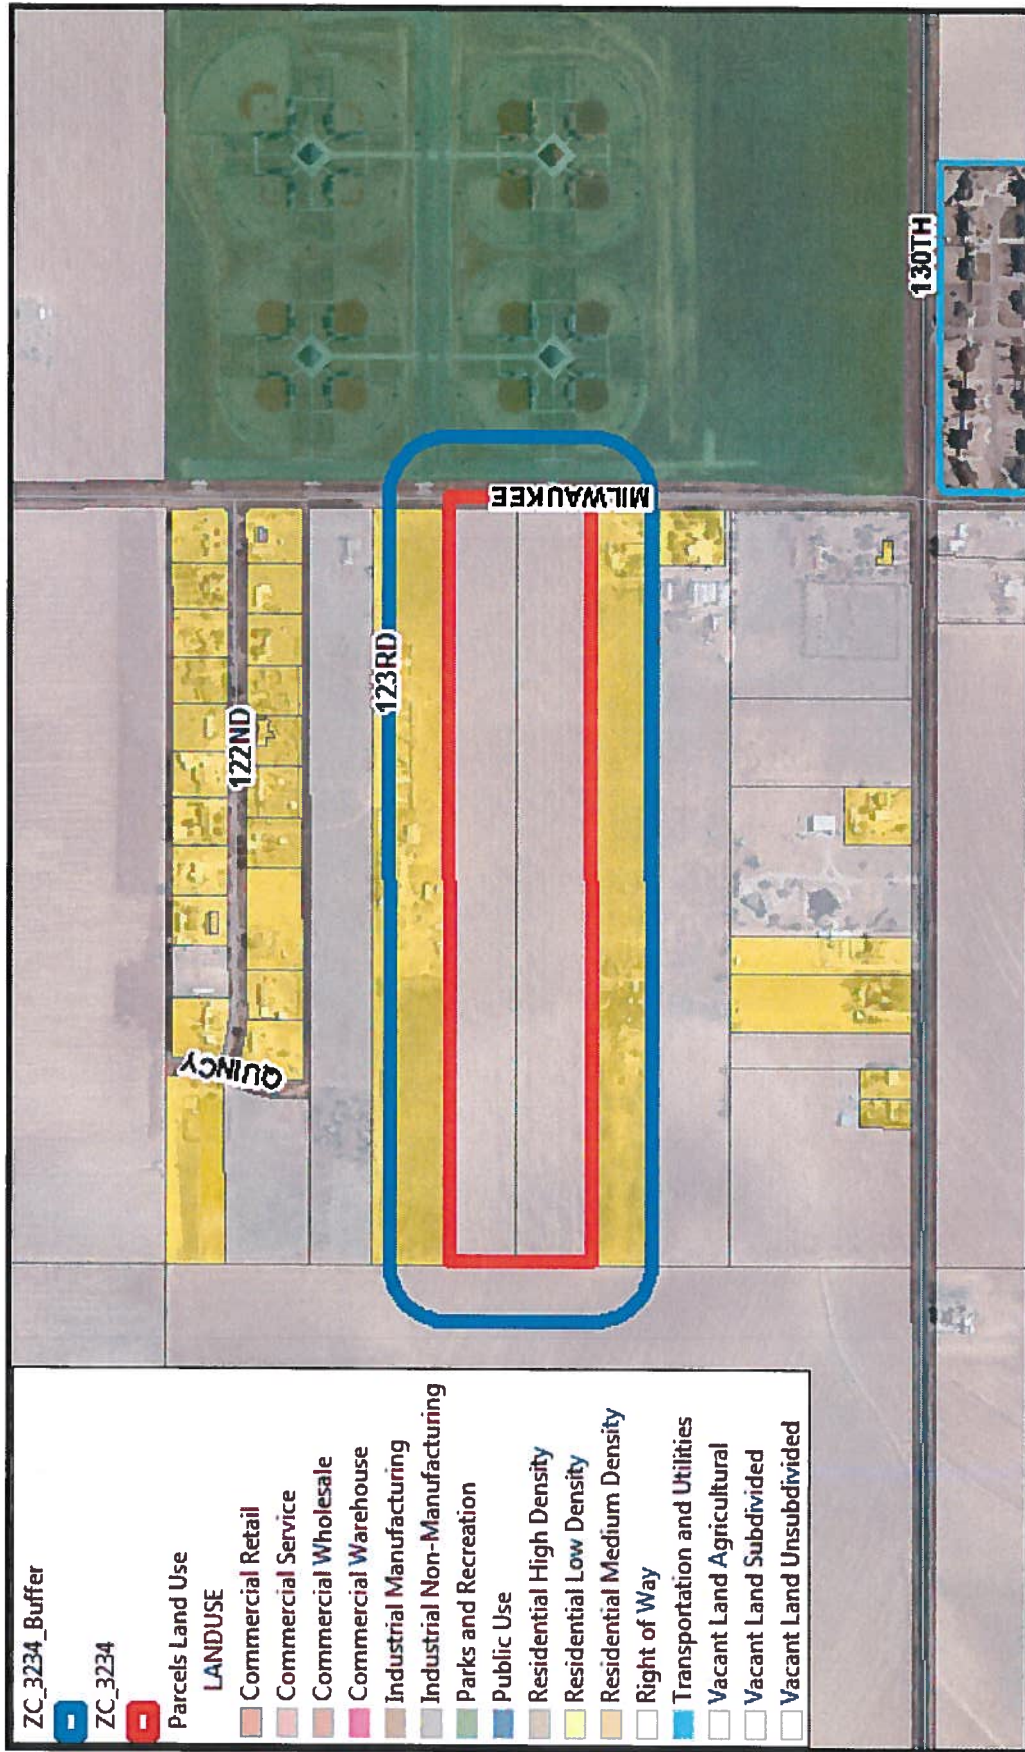 ZC_3234_Buffer
ZC_3234
Parcels Land Use
LANDUSE
Commercial Retail
Commercial Service
Commercial Wholesale
Commercial Warehouse
Industrial Manufacturing
Industrial Non-Manufacturing
Parks and Recreation
Public Use
Residential High Density
Residential Low Density
Residential Medium Density
Right of Way
Transportation and Utilities
Vacant Land Agricultural
Vacant Land Subdivided
Vacant Land Unsubdivided
QUINCY
122ND
123RD
MILWAUKEE
130TH